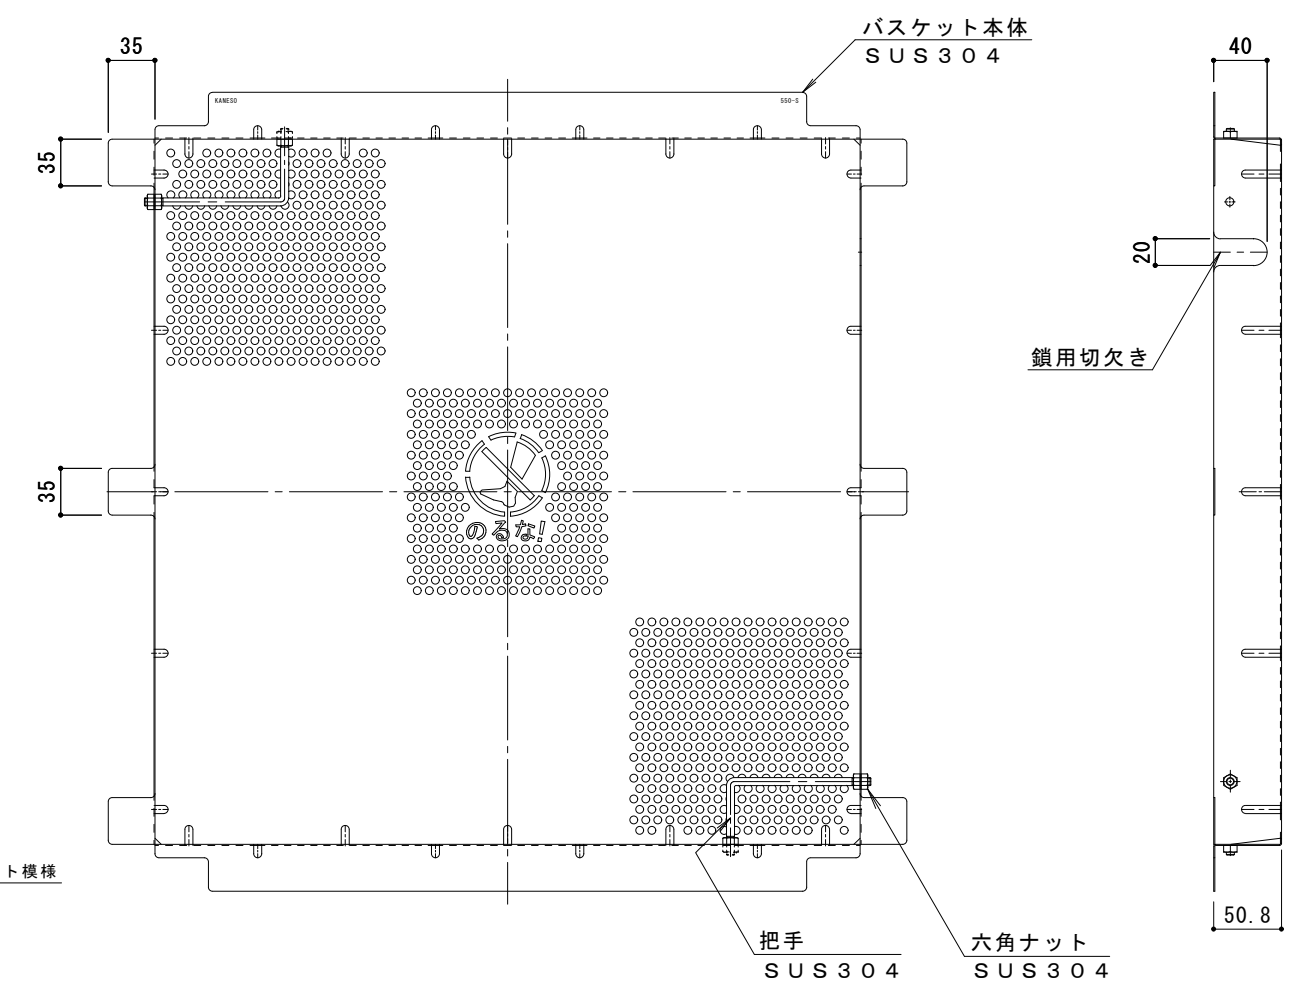 バスケット本体
SUS304
35
40
KANESO
550-S
35
20
鎖用切欠き
35
のるな!
ト模様
50.8
把手
SUS304
六角ナット
SUS304